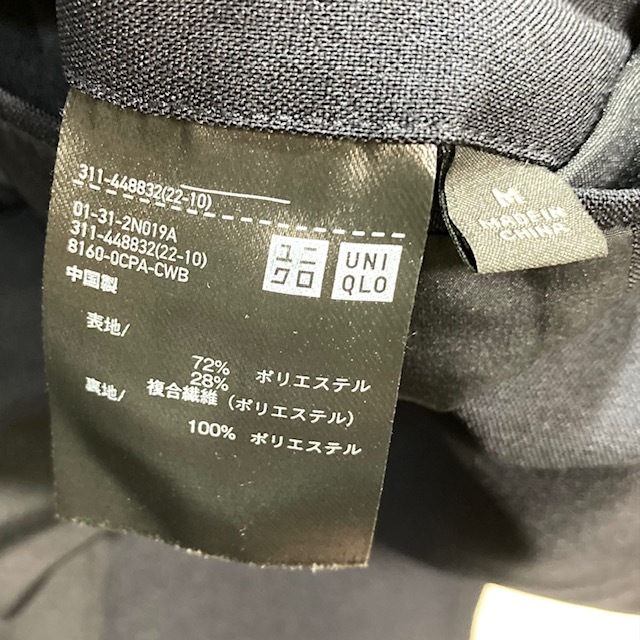 311-448832(22-10)
01-31-2N019A
311-448832(22-10)
8160-0CPA-CWB
中国製
ユニ
クロ
UNI
QLO
表地/
72% ポリエステル
28%
複合繊維 (ポリエステル)
裏地/
100% ポリエステル
M
MADE IN
CHINA